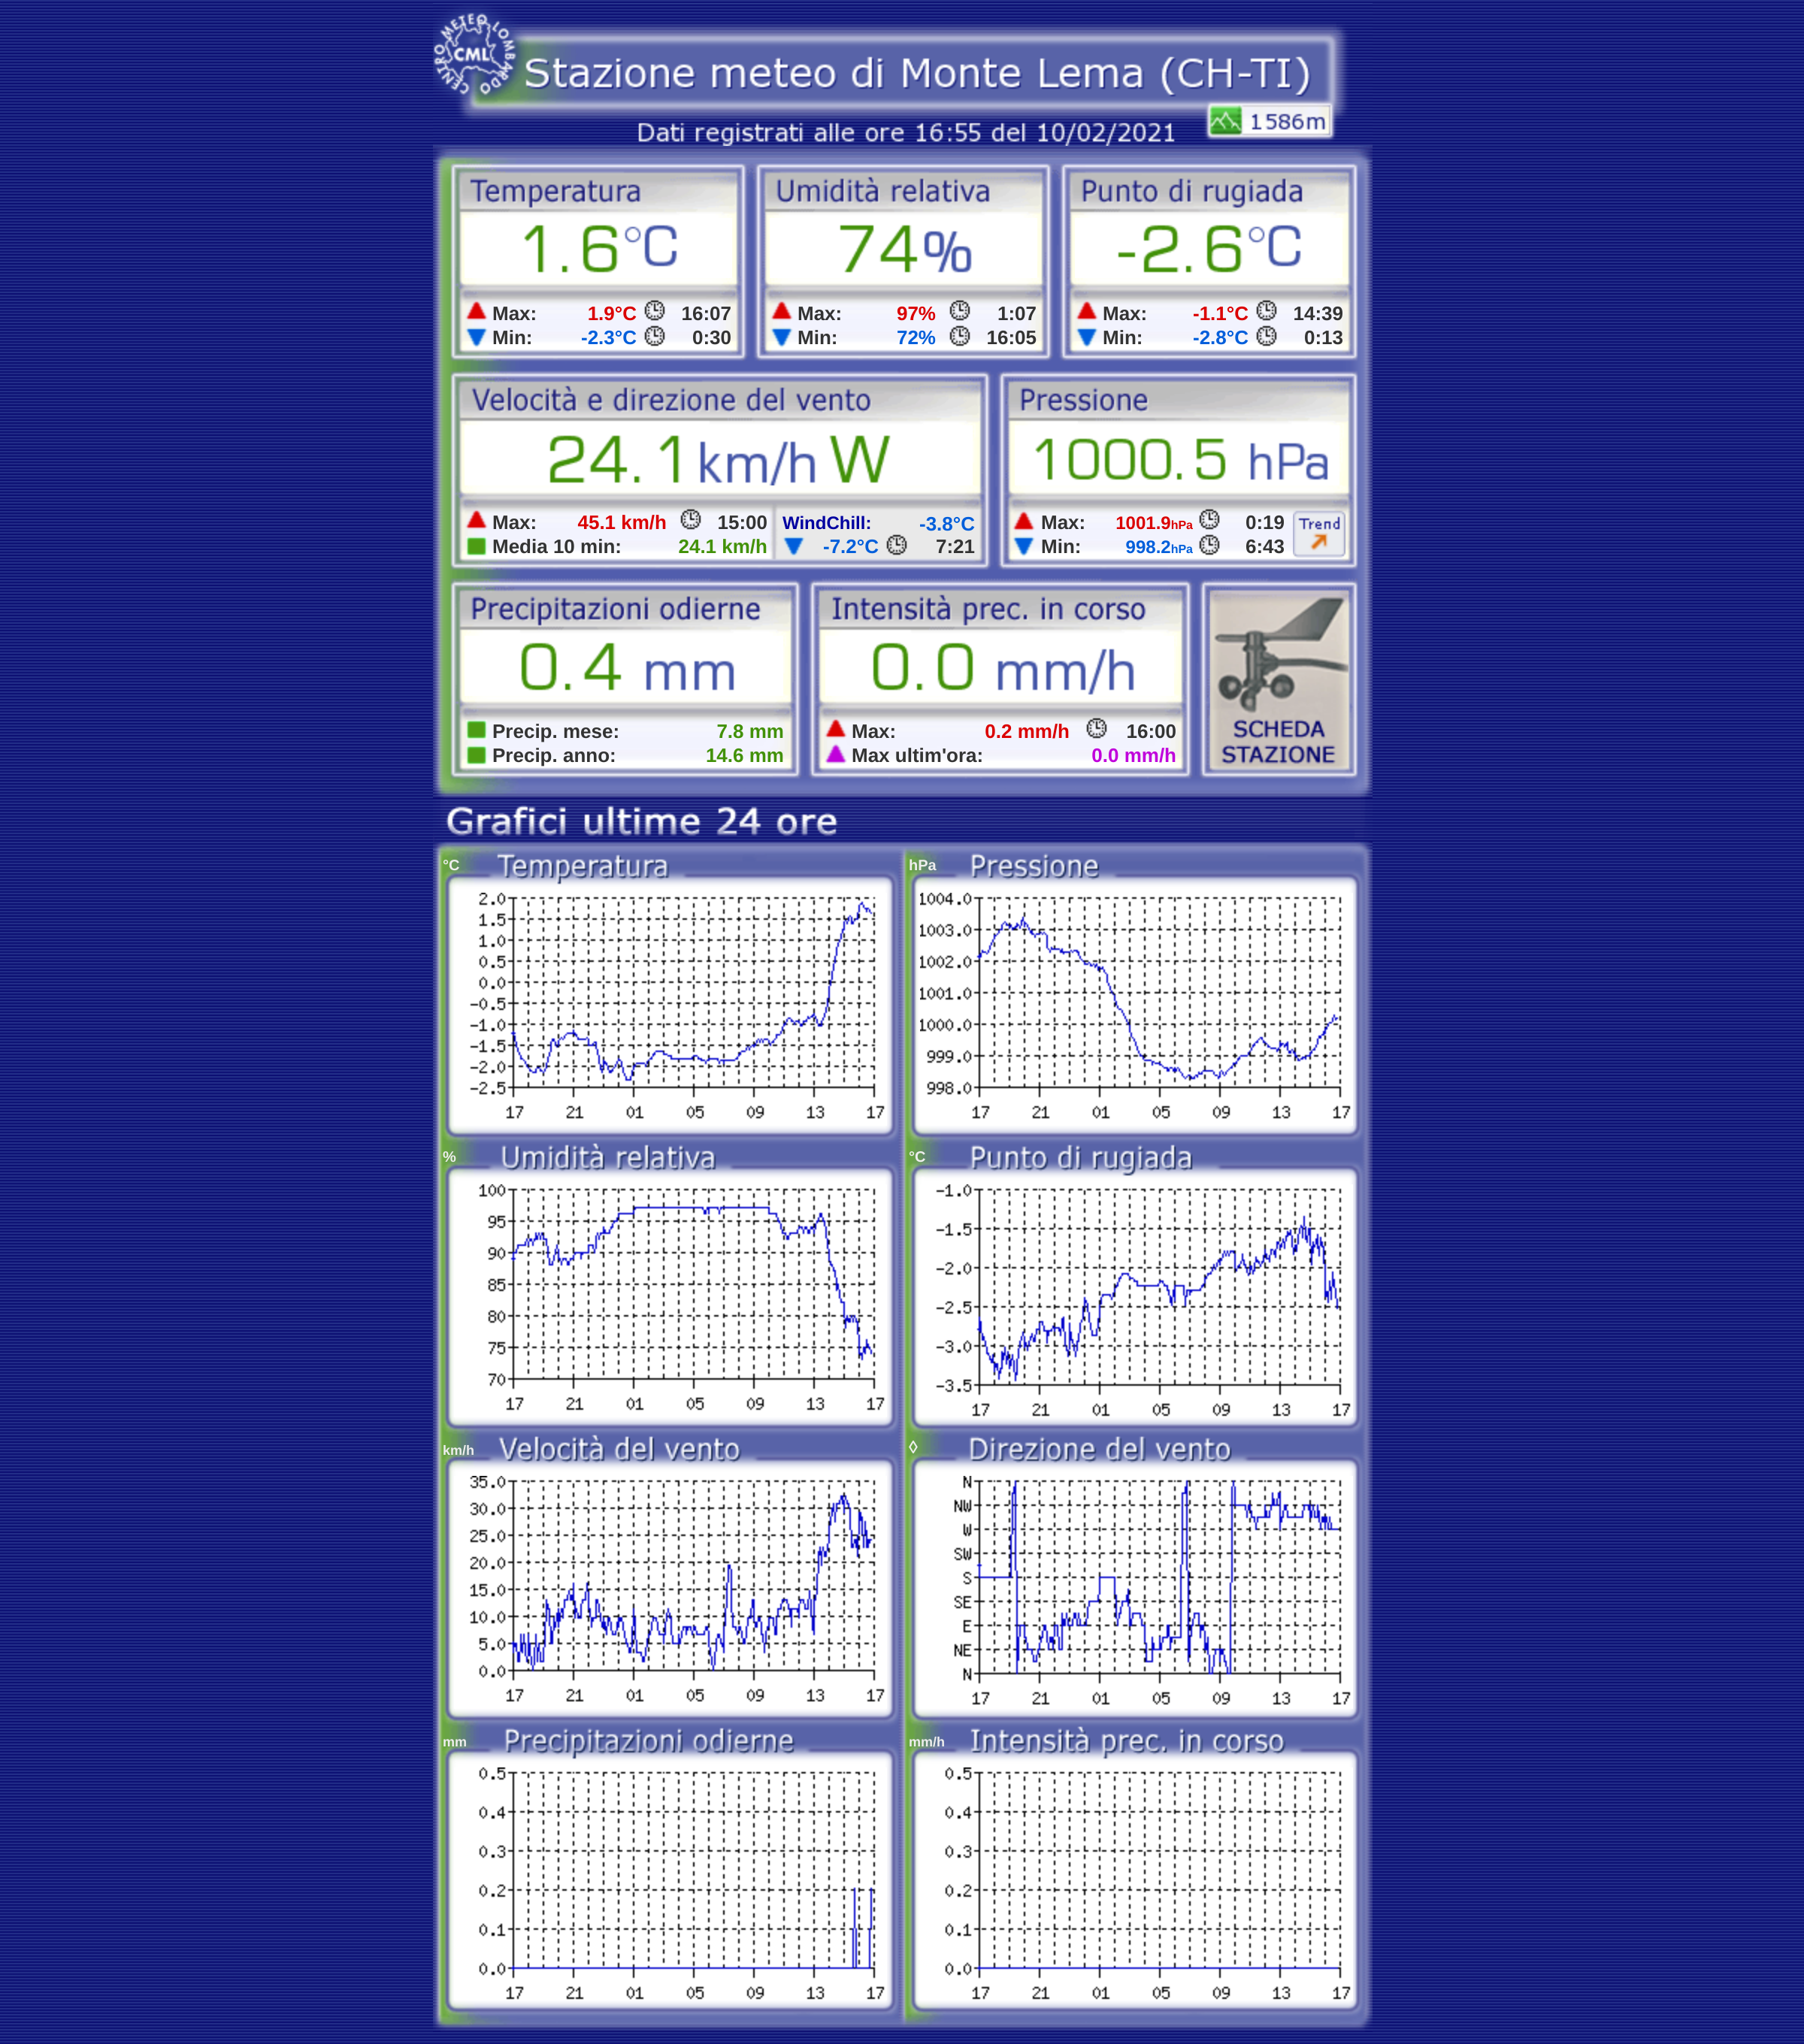 CENTRO METEO LOMBARDO
CML
Stazione meteo di Monte Lema (CH-TI)
1586m
Dati registrati alle ore 16:55 del 10/02/2021
Temperatura Umidità relativa Punto di rugiada
1.6°C 74% -2.6°C
Max: 1.9°C 16:07 Max: 97% 1:07 Max: -1.1°C 14:39
Min: -2.3°C 0:30 Min: 72% 16:05 Min: -2.8°C 0:13
Velocità e direzione del vento Pressione
24.1 km/h W 1000.5 hPa
Max: 45.1 km/h 15:00 WindChill: -3.8°C Max: 1001.9hPa 0:19 Trend
Media 10 min: 24.1 km/h -7.2°C 7:21 Min: 998.2hPa 6:43
Precipitazioni odierne Intensità prec. in corso
0.4 mm 0.0 mm/h
Precip. mese: 7.8 mm Max: 0.2 mm/h 16:00 SCHEDA
Precip. anno: 14.6 mm Max ultim'ora: 0.0 mm/h STAZIONE
Grafici ultime 24 ore
°C Temperatura
2.0
1.5
1.0
0.5
0.0
-0.5
-1.0
-1.5
-2.0
-2.5
17 21 01 05 09 13 17
hPa Pressione
1004.0
1003.0
1002.0
1001.0
1000.0
999.0
998.0
17 21 01 05 09 13 17
% Umidità relativa
100
95
90
85
80
75
70
17 21 01 05 09 13 17
°C Punto di rugiada
-1.0
-1.5
-2.0
-2.5
-3.0
-3.5
17 21 01 05 09 13 17
km/h Velocità del vento
35.0
30.0
25.0
20.0
15.0
10.0
5.0
0.0
17 21 01 05 09 13 17
◊ Direzione del vento
N
NW
W
SW
S
SE
E
NE
N
17 21 01 05 09 13 17
mm Precipitazioni odierne
0.5
0.4
0.3
0.2
0.1
0.0
17 21 01 05 09 13 17
mm/h Intensità prec. in corso
0.5
0.4
0.3
0.2
0.1
0.0
17 21 01 05 09 13 17